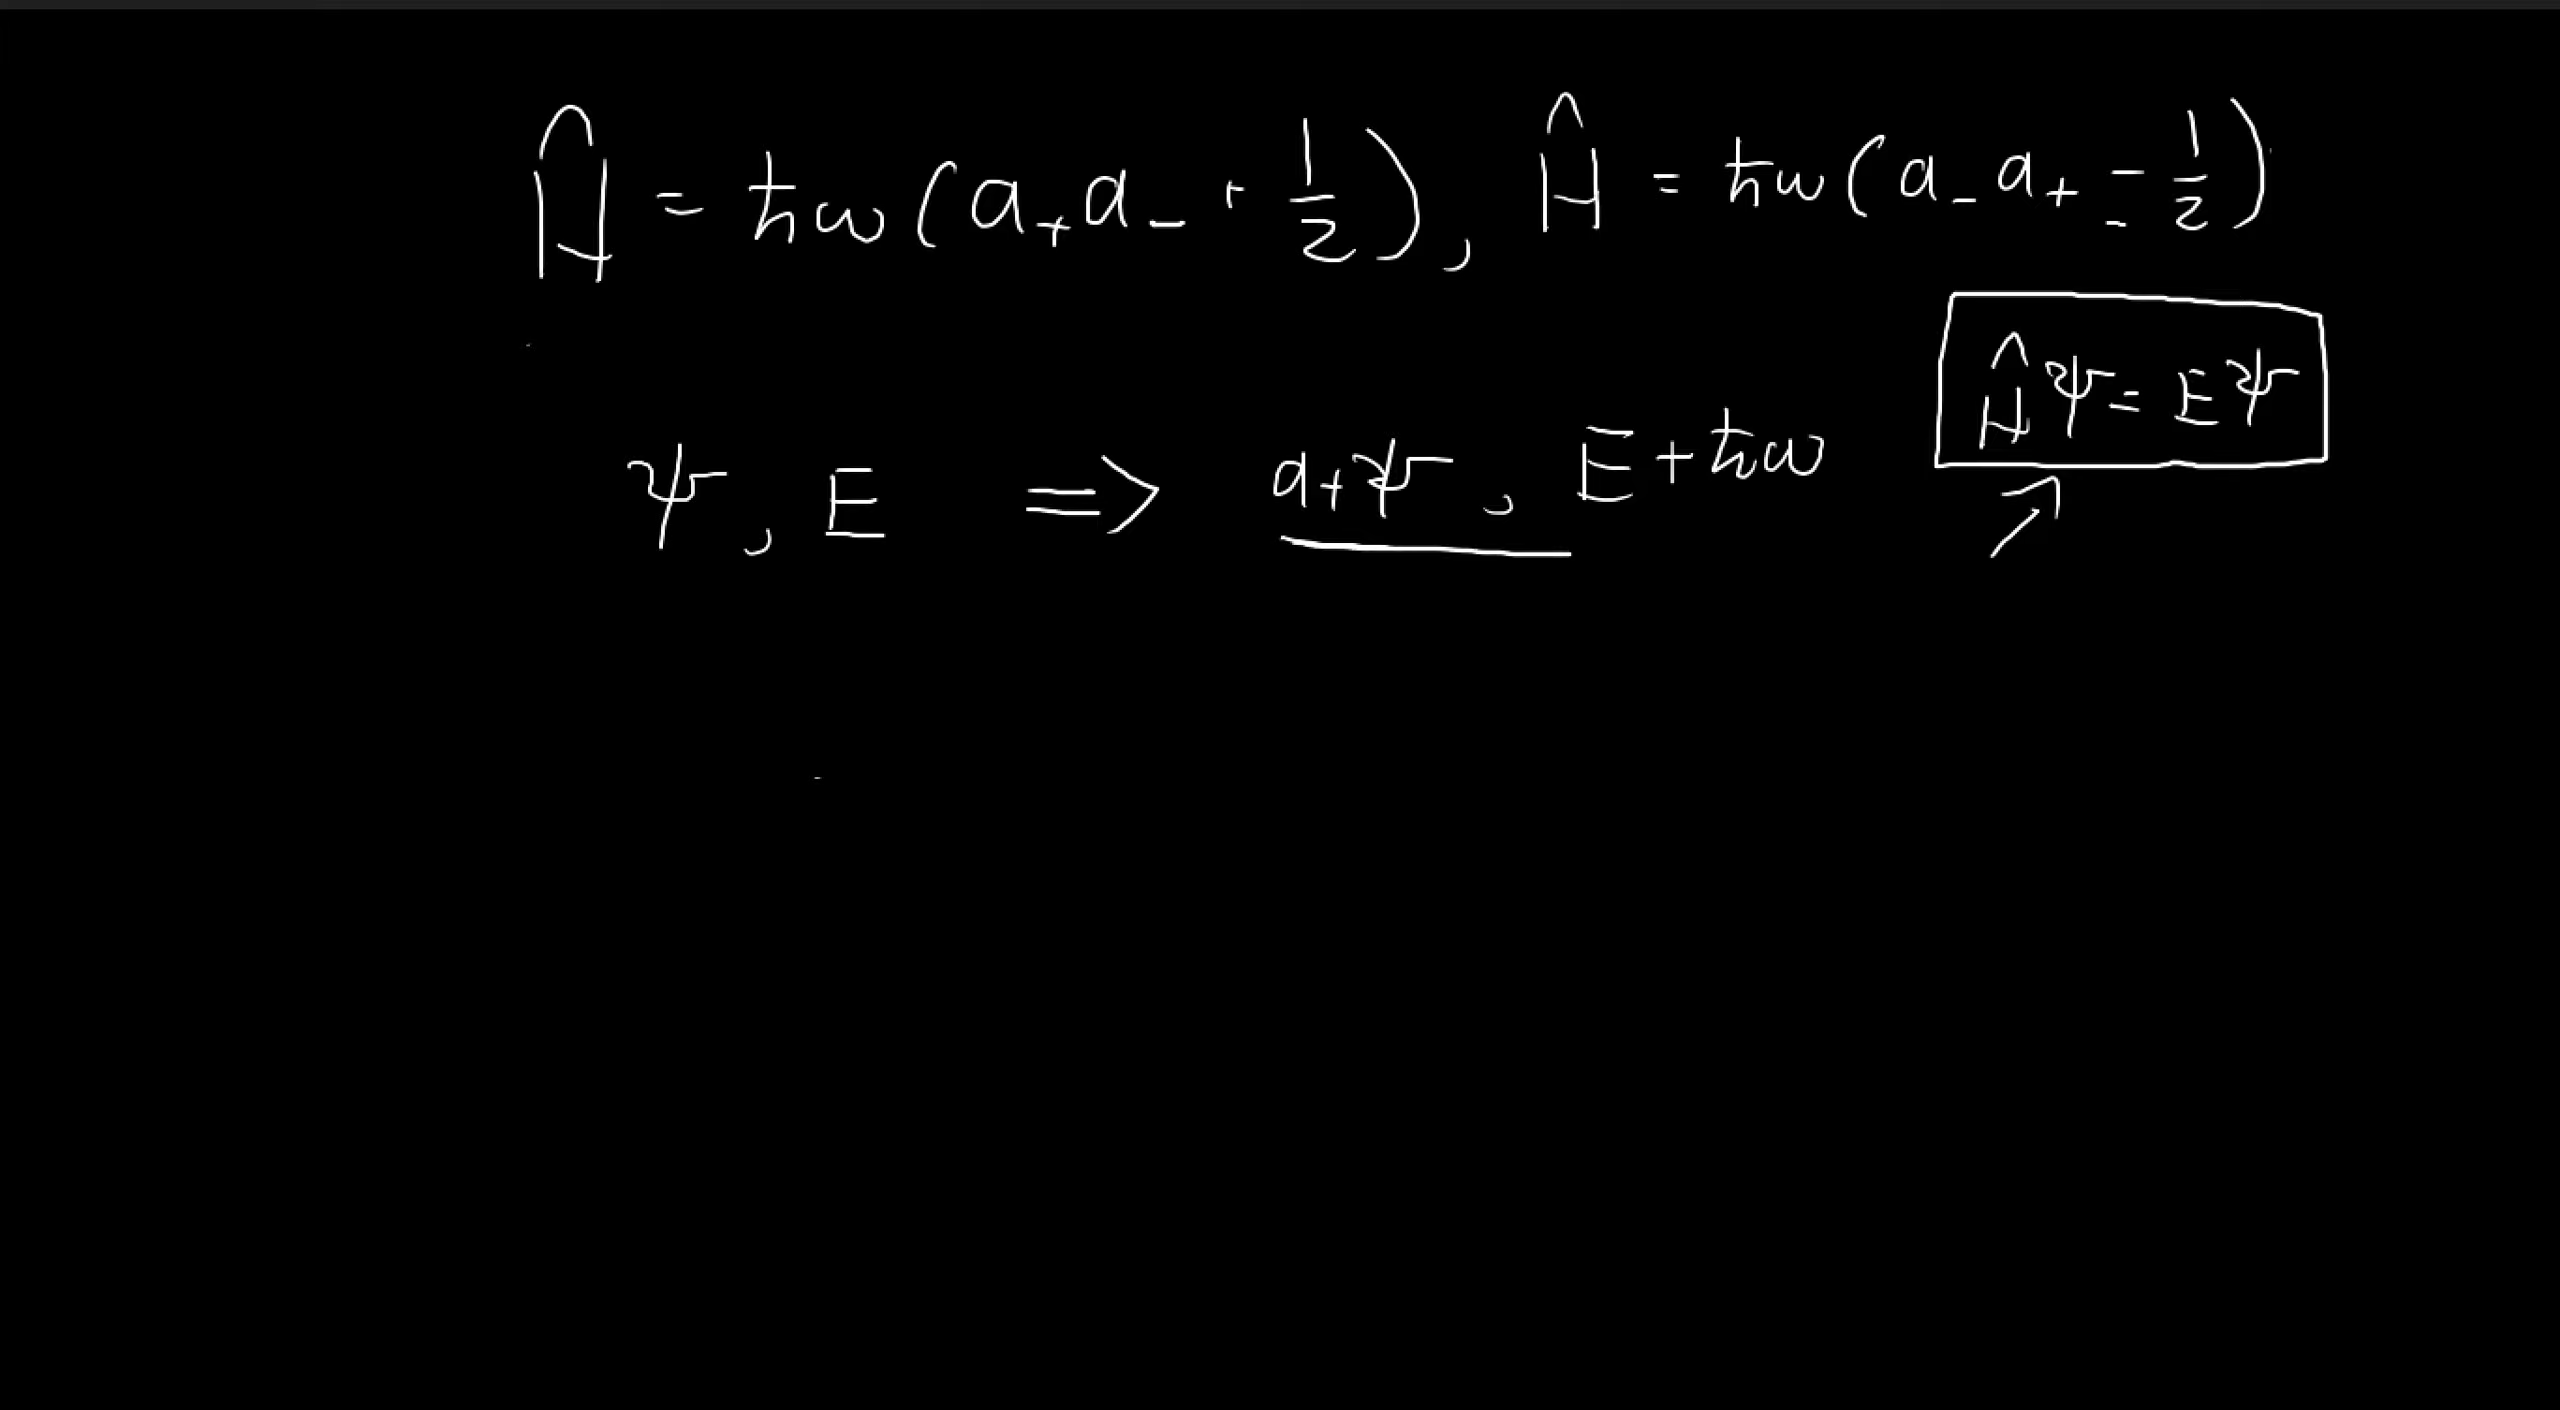 Ĥ = ħω(a₊a₋ + 1/2), Ĥ = ħω(a₋a₊ - 1/2)
Ĥψ = Eψ
ψ, E => a₊ψ, E + ħω